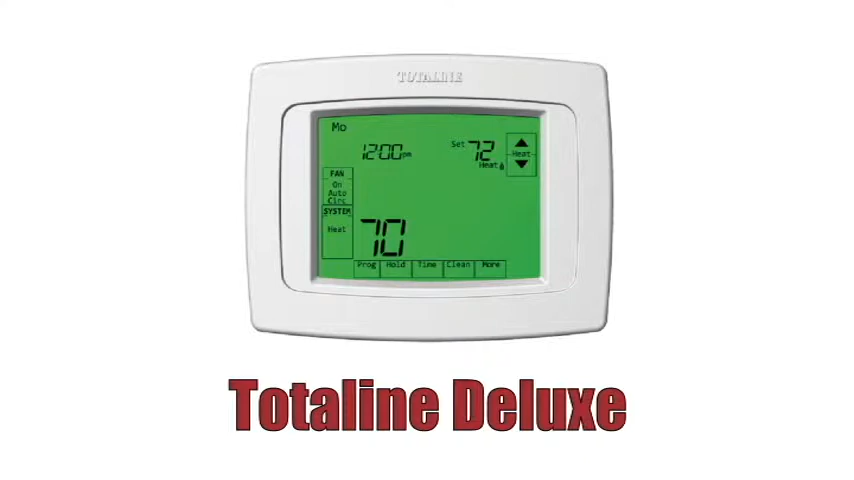 TOTALINE
Mo
12:00pm
Set 72
Heat
Heat
FAN
On
Auto
Circ
SYSTEM
Heat
70
Prog Hold Time Clean More
Totaline Deluxe